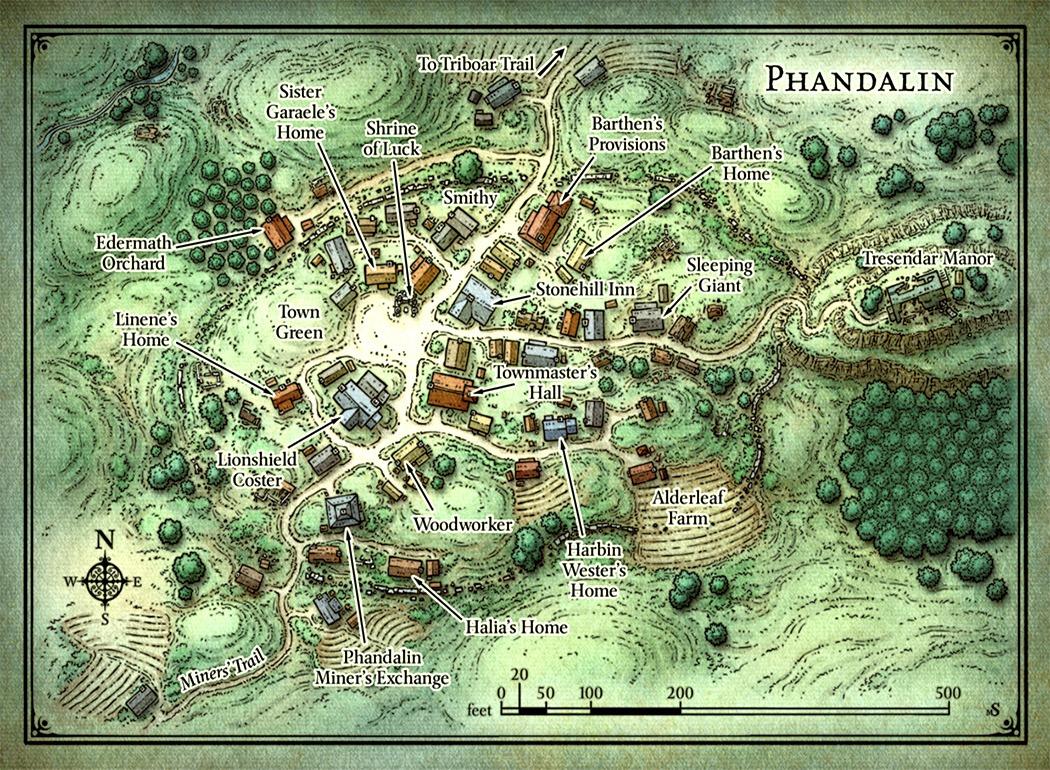 To Triboar Trail
PHANDALIN
Sister
Garaele's
Home
Shrine
of Luck
Barthen's
Provisions
Barthen's
Home
Smithy
Edermath
Orchard
Tresendar Manor
Sleeping
Giant
Stonehill Inn
Town
Green
Linene's
Home
Townmaster's
Hall
Lionshield
Coster
Woodworker
Alderleaf
Farm
Harbin
Wester's
Home
N
W
E
S
Halia's Home
Miners' Trail
Phandalin
Miner's Exchange
feet
0
20
50
100
200
500